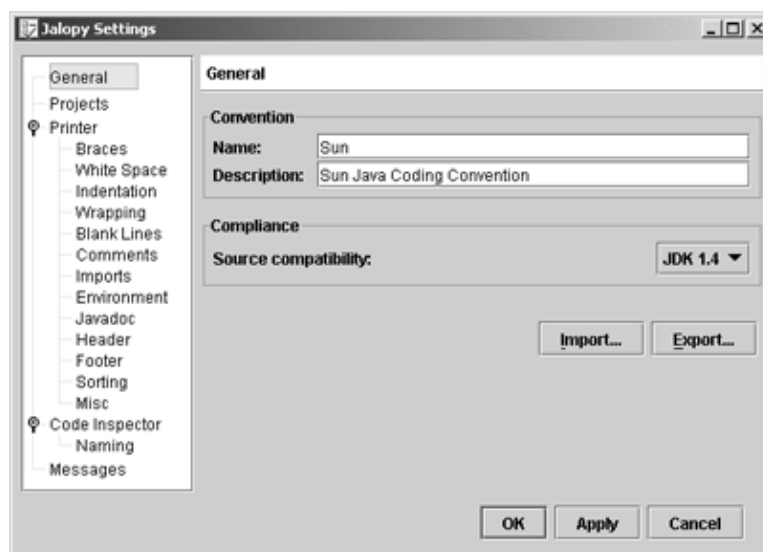 Jalopy Settings
General
Projects
Printer
Braces
White Space
Indentation
Wrapping
Blank Lines
Comments
Imports
Environment
Javadoc
Header
Footer
Sorting
Misc
Code Inspector
Naming
Messages
General
Convention
Name: Sun
Description: Sun Java Coding Convention
Compliance
Source compatibility: JDK 1.4
Import... Export...
OK Apply Cancel